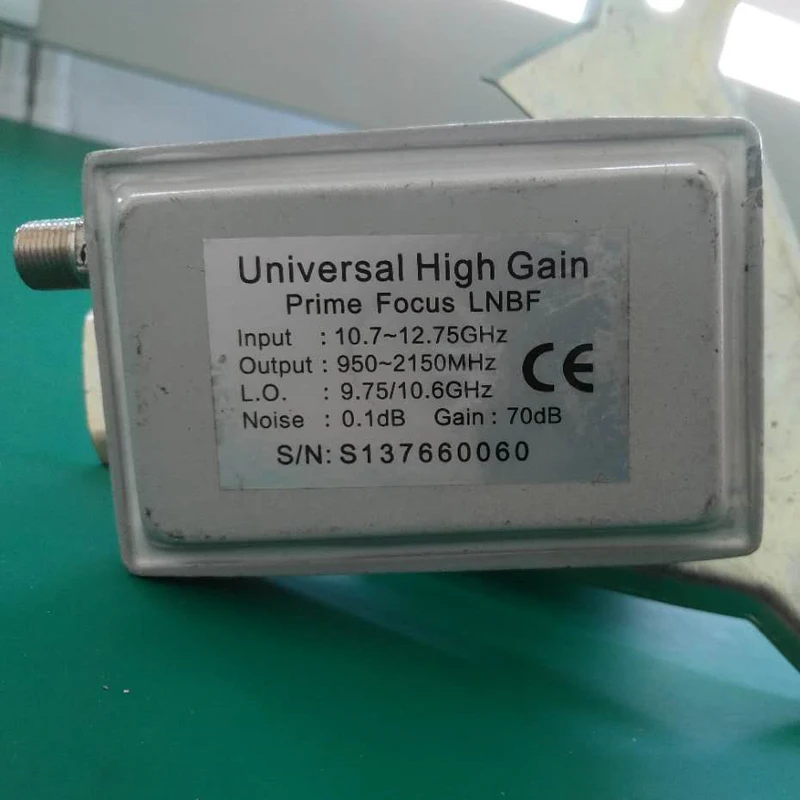 Universal High Gain
Prime Focus LNBF
Input : 10.7~12.75GHz
Output : 950~2150MHz
L.O. : 9.75/10.6GHz
Noise : 0.1dB Gain : 70dB
CE
S/N: S137660060